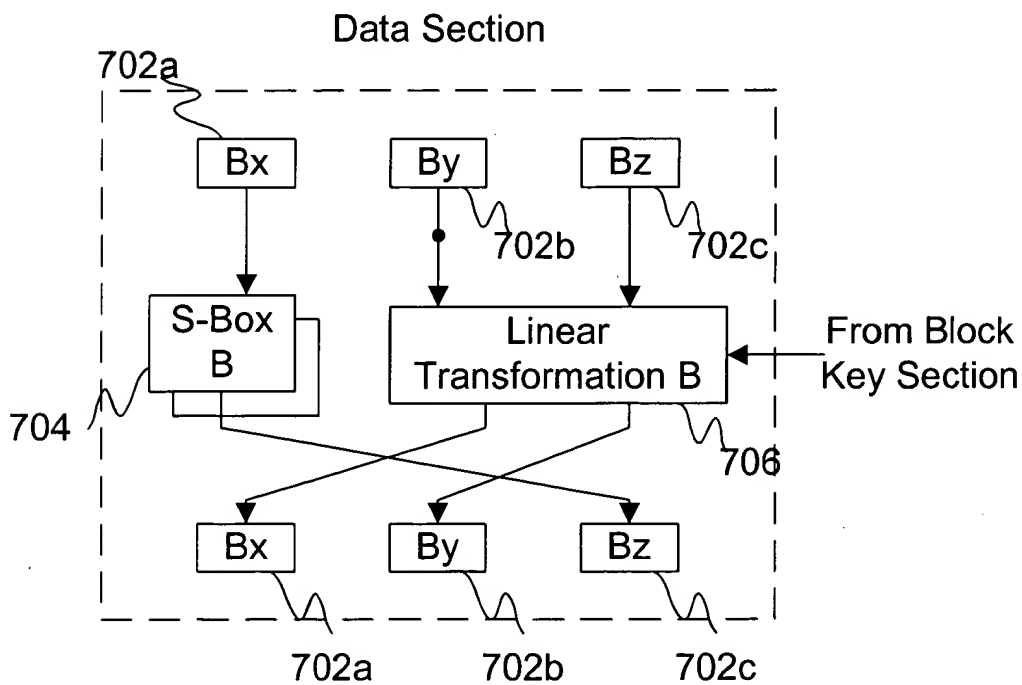 Data Section
702a
Bx
By
Bz
702b
702c
S-Box
B
Linear
Transformation B
From Block
Key Section
704
706
Bx
By
Bz
702a
702b
702c